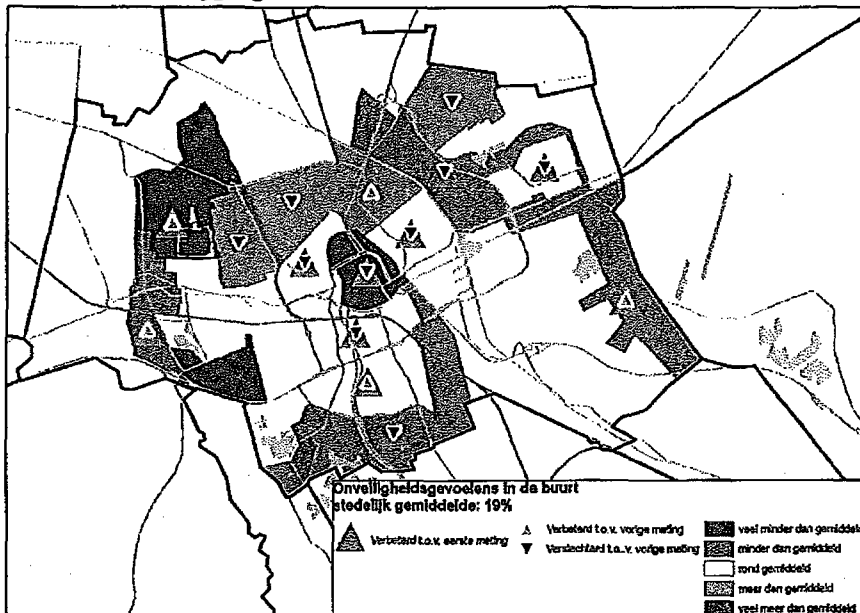 Onveiligheidsgevoelens in de buurt
stedelijk gemiddelde: 19%
Verbeterd t.o.v. eerste meting
Verbeterd t.o.v. vorige meting
Verslechterd t.o.v. vorige meting
veel minder dan gemiddeld
minder dan gemiddeld
rond gemiddeld
meer dan gemiddeld
veel meer dan gemiddeld